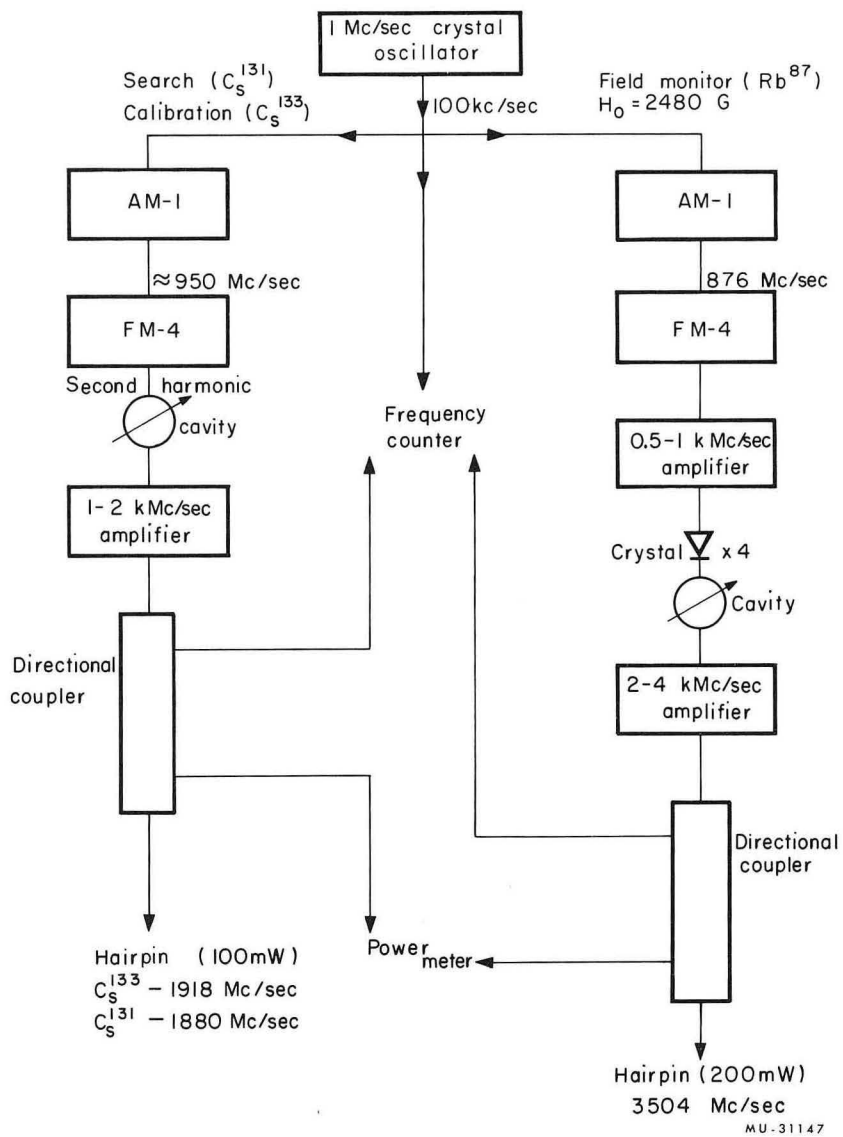 1 Mc/sec crystal
oscillator
Search (Cs¹³¹)
Calibration (Cs¹³³)
100kc/sec
Field monitor (Rb⁸⁷)
H₀ = 2480 G
AM-1
AM-1
≈950 Mc/sec
876 Mc/sec
FM-4
FM-4
Second harmonic
cavity
Frequency
counter
0.5-1 kMc/sec
amplifier
1-2 kMc/sec
amplifier
Crystal x 4
Cavity
Directional
coupler
2-4 kMc/sec
amplifier
Directional
coupler
Power
meter
Hairpin (100mW)
Cs¹³³ - 1918 Mc/sec
Cs¹³¹ - 1880 Mc/sec
Hairpin (200mW)
3504 Mc/sec
MU-31147